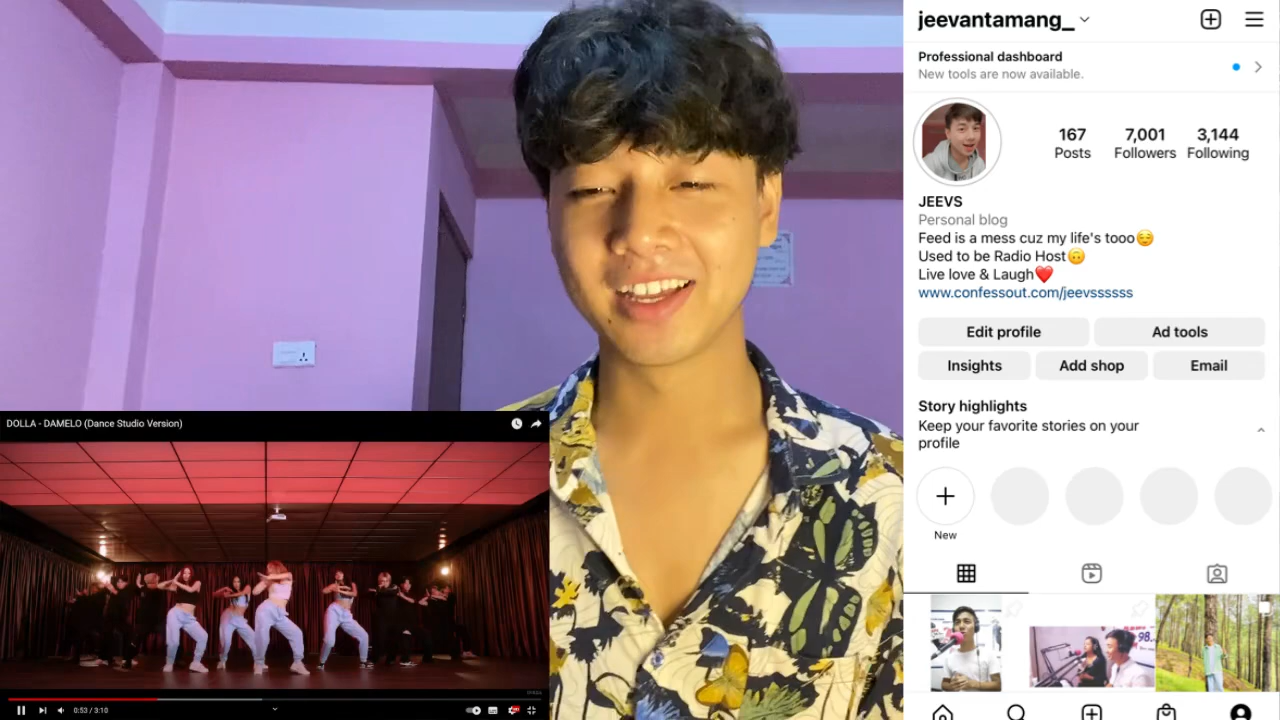 DOLLA - DAMELO (Dance Studio Version)
0:53 / 3:10
jeevantamang_
Professional dashboard
New tools are now available.
167
7,001
3,144
Posts
Followers
Following
JEEVS
Personal blog
Feed is a mess cuz my life's tooo😌
Used to be Radio Host🙃
Live love & Laugh❤️
www.confessout.com/jeevssssss
Edit profile
Ad tools
Insights
Add shop
Email
Story highlights
Keep your favorite stories on your
profile
New
98.